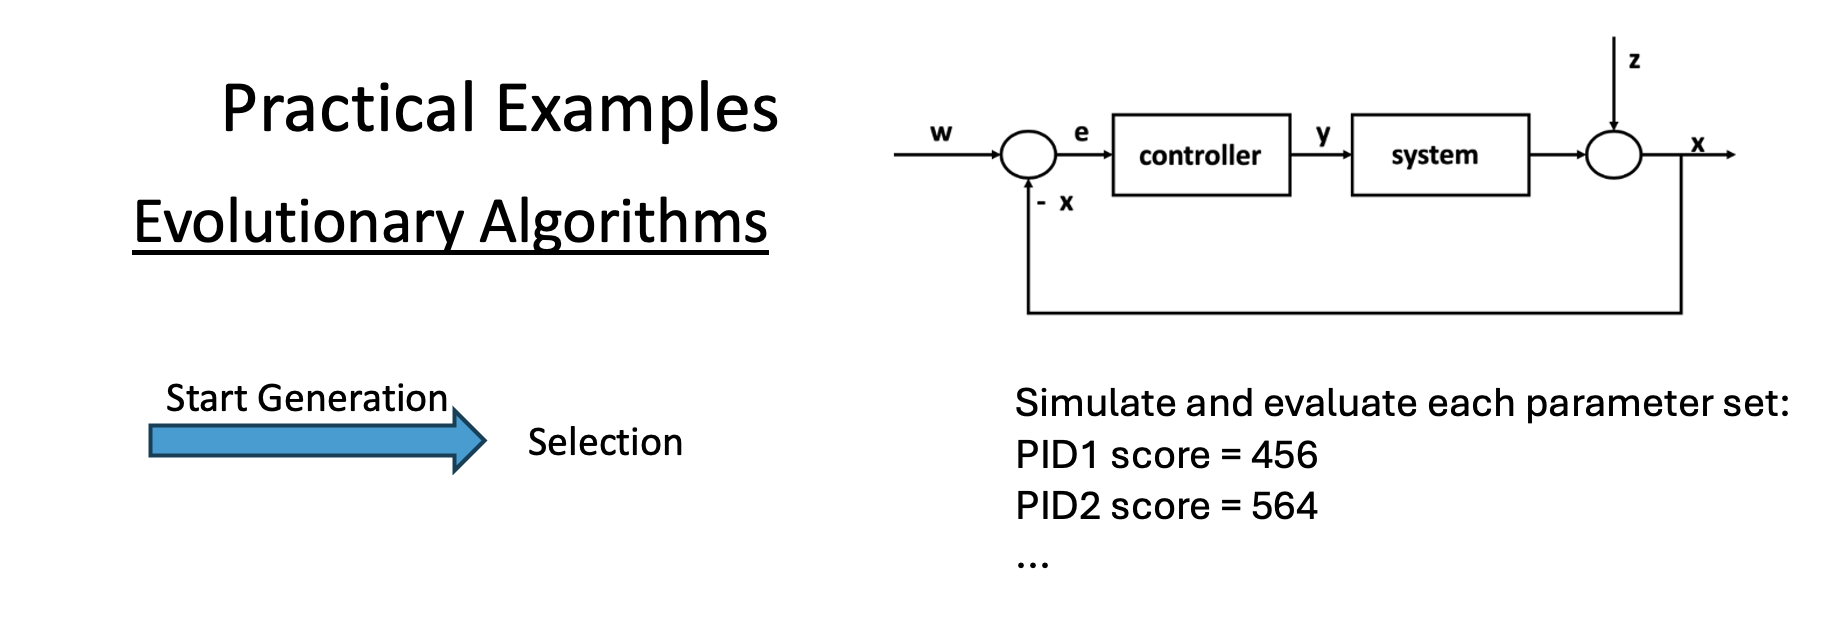 Practical Examples
Evolutionary Algorithms
z
w
e
controller
y
system
x
- x
Start Generation
Selection
Simulate and evaluate each parameter set:
PID1 score = 456
PID2 score = 564
...